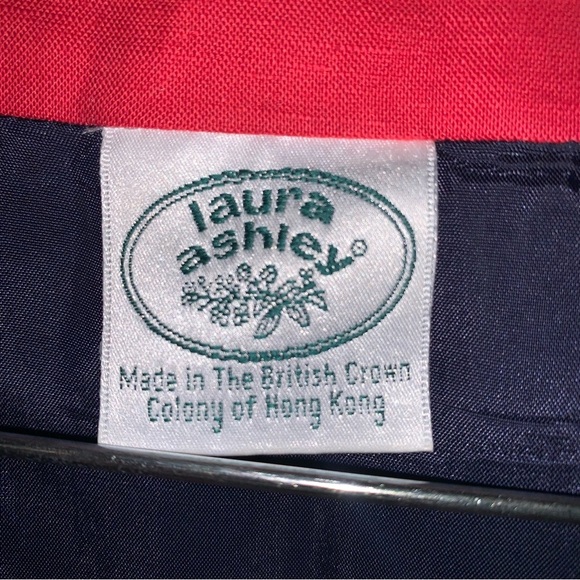 laura
ashley®
Made in The British Crown
Colony of Hong Kong